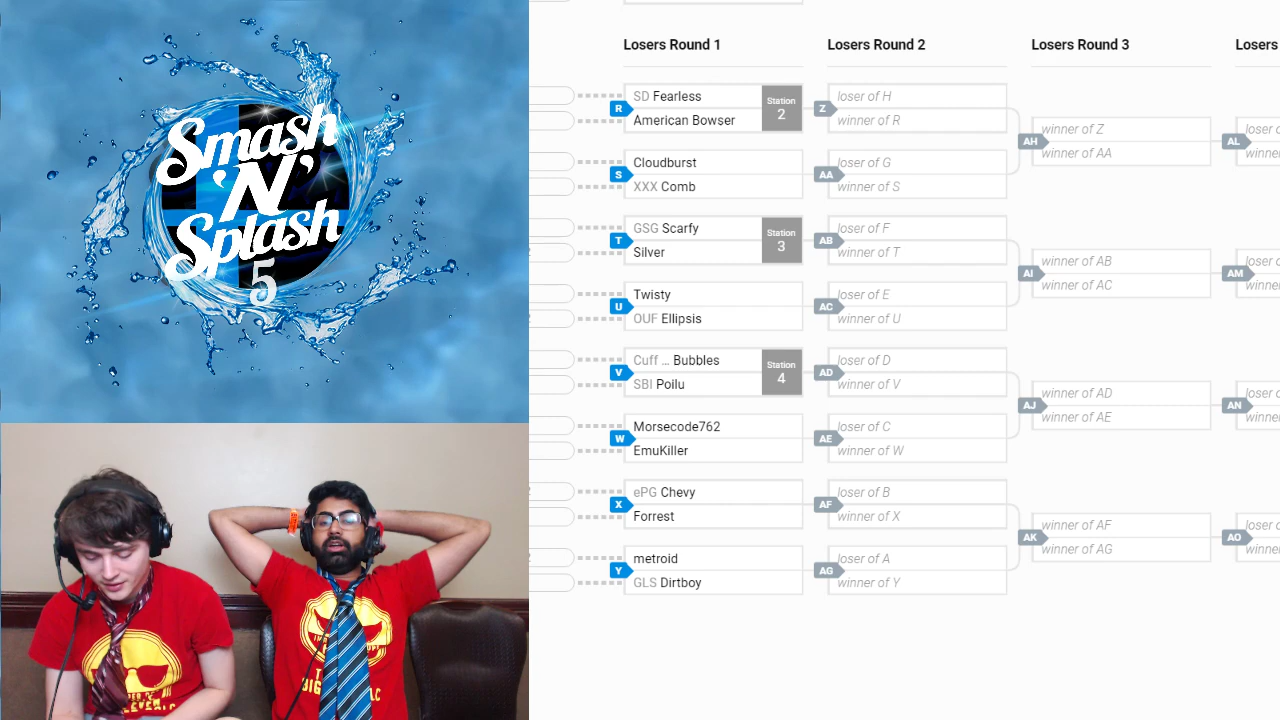 Smash
'N'
Splash
5
Losers Round 1
Losers Round 2
Losers Round 3
Losers
R
SD Fearless
American Bowser
Station
2
Z
loser of H
winner of R
AH
winner of Z
winner of AA
AL
S
Cloudburst
XXX Comb
AA
loser of G
winner of S
T
GSG Scarfy
Silver
Station
3
AB
loser of F
winner of T
AI
winner of AB
winner of AC
AM
U
Twisty
OUF Ellipsis
AC
loser of E
winner of U
V
Cuff ... Bubbles
SBI Poilu
Station
4
AD
loser of D
winner of V
AJ
winner of AD
winner of AE
AN
W
Morsecode762
EmuKiller
AE
loser of C
winner of W
X
ePG Chevy
Forrest
AF
loser of B
winner of X
AK
winner of AF
winner of AG
AO
Y
metroid
GLS Dirtboy
AG
loser of A
winner of Y